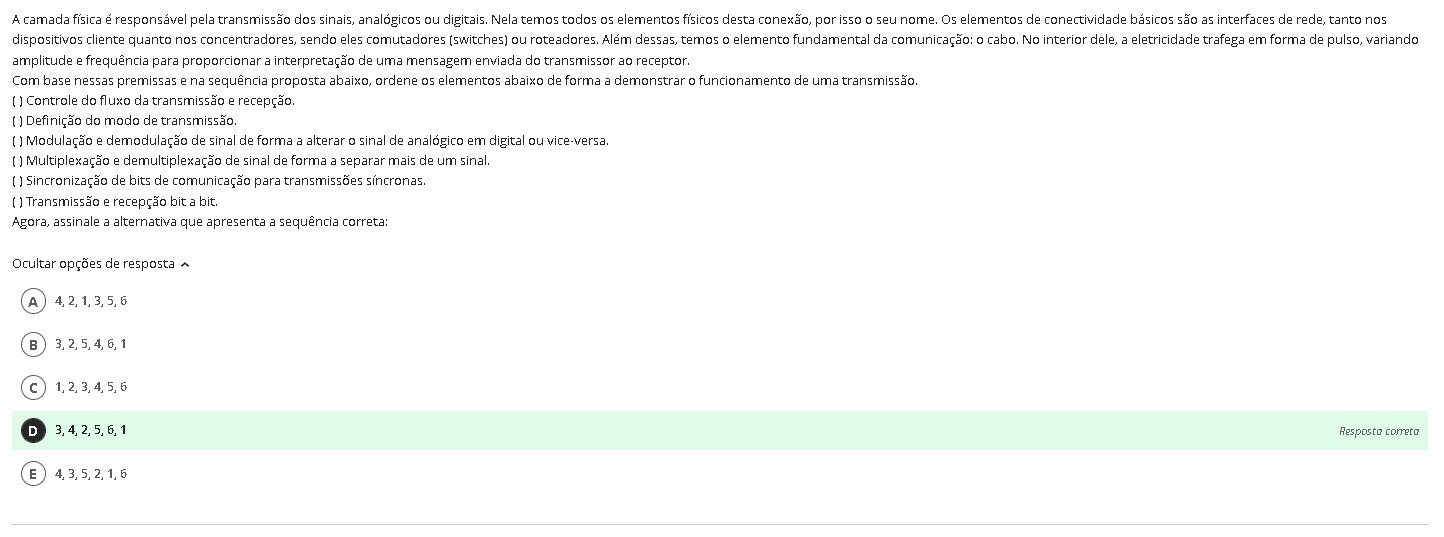 A camada física é responsável pela transmissão dos sinais, analógicos ou digitais. Nela temos todos os elementos físicos desta conexão, por isso o seu nome. Os elementos de conectividade básicos são as interfaces de rede, tanto nos
dispositivos cliente quanto nos concentradores, sendo eles comutadores (switches) ou roteadores. Além dessas, temos o elemento fundamental da comunicação: o cabo. No interior dele, a eletricidade trafega em forma de pulso, variando
amplitude e frequência para proporcionar a interpretação de uma mensagem enviada do transmissor ao receptor.
Com base nessas premissas e na sequência proposta abaixo, ordene os elementos abaixo de forma a demonstrar o funcionamento de uma transmissão.
( ) Controle do fluxo da transmissão e recepção.
( ) Definição do modo de transmissão.
( ) Modulação e demodulação de sinal de forma a alterar o sinal de analógico em digital ou vice-versa.
( ) Multiplexação e demultiplexação de sinal de forma a separar mais de um sinal.
( ) Sincronização de bits de comunicação para transmissões síncronas.
( ) Transmissão e recepção bit a bit.
Agora, assinale a alternativa que apresenta a sequência correta:
Ocultar opções de resposta
A 4, 2, 1, 3, 5, 6
B 3, 2, 5, 4, 6, 1
C 1, 2, 3, 4, 5, 6
D 3, 4, 2, 5, 6, 1 Resposta correta
E 4, 3, 5, 2, 1, 6